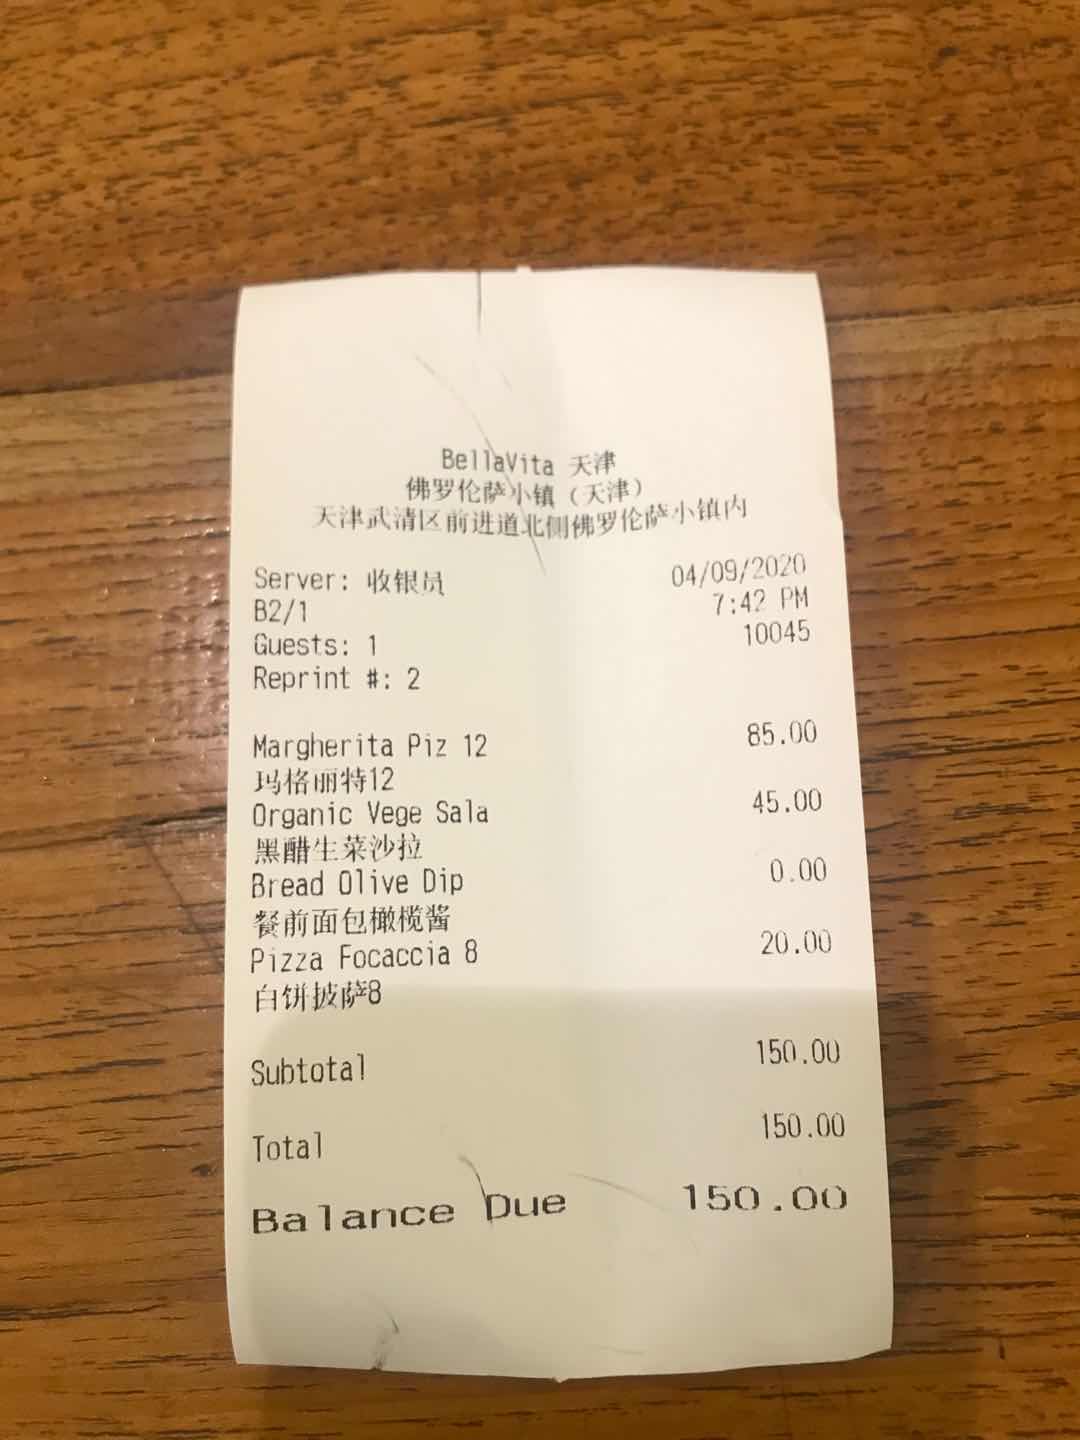 BellaVita 天津
佛罗伦萨小镇（天津）
天津武清区前进道北侧佛罗伦萨小镇内
Server: 收银员 04/09/2020
B2/1 7:42 PM
Guests: 1 10045
Reprint #: 2
Margherita Piz 12 85.00
玛格丽特12
Organic Vege Sala 45.00
黑醋生菜沙拉
Bread Olive Dip 0.00
餐前面包橄榄酱
Pizza Focaccia 8 20.00
白饼披萨8
Subtotal 150.00
Total 150.00
Balance Due 150.00